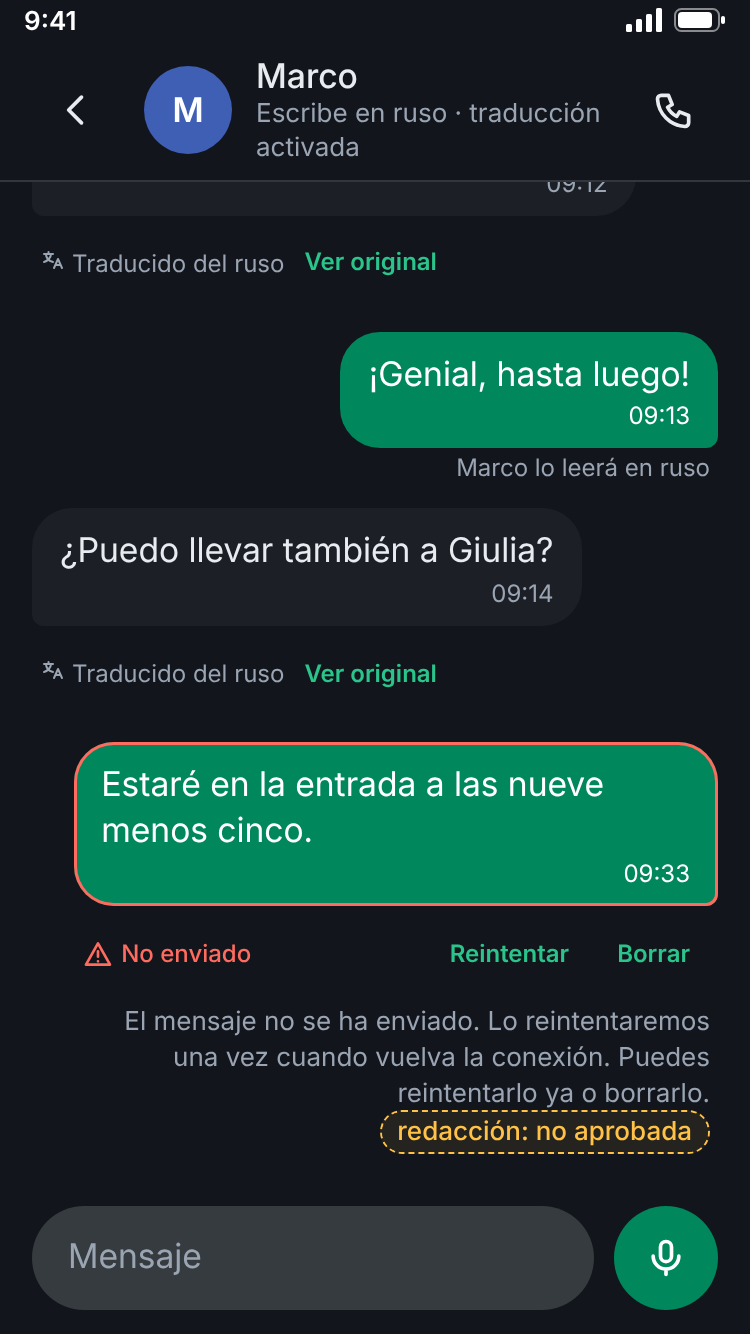 9:41
Marco
M
Escribe en ruso · traducción
activada
09:12
Traducido del ruso Ver original
¡Genial, hasta luego!
09:13
Marco lo leerá en ruso
¿Puedo llevar también a Giulia?
09:14
Traducido del ruso Ver original
Estaré en la entrada a las nueve
menos cinco.
09:33
No enviado Reintentar Borrar
El mensaje no se ha enviado. Lo reintentaremos
una vez cuando vuelva la conexión. Puedes
reintentarlo ya o borrarlo.
redacción: no aprobada
Mensaje